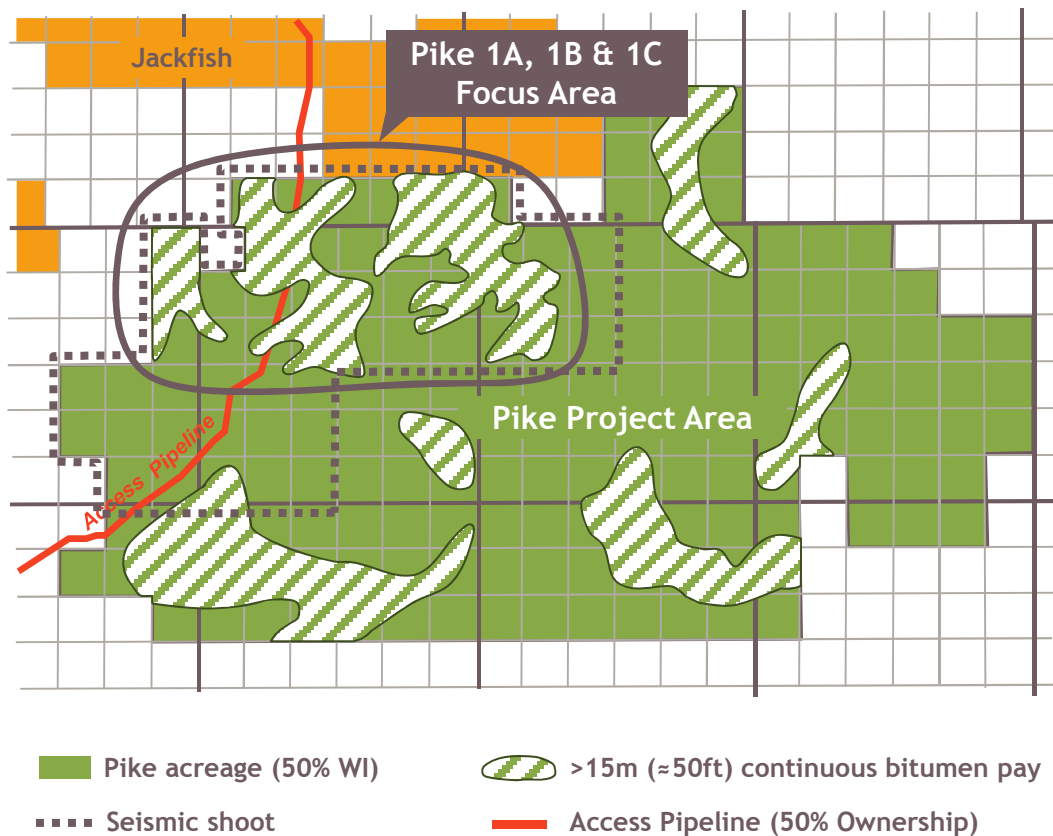 Jackfish
Pike 1A, 1B & 1C
Focus Area
Pike Project Area
Access Pipeline
Pike acreage (50% WI)
>15m (≈50ft) continuous bitumen pay
Seismic shoot
Access Pipeline (50% Ownership)